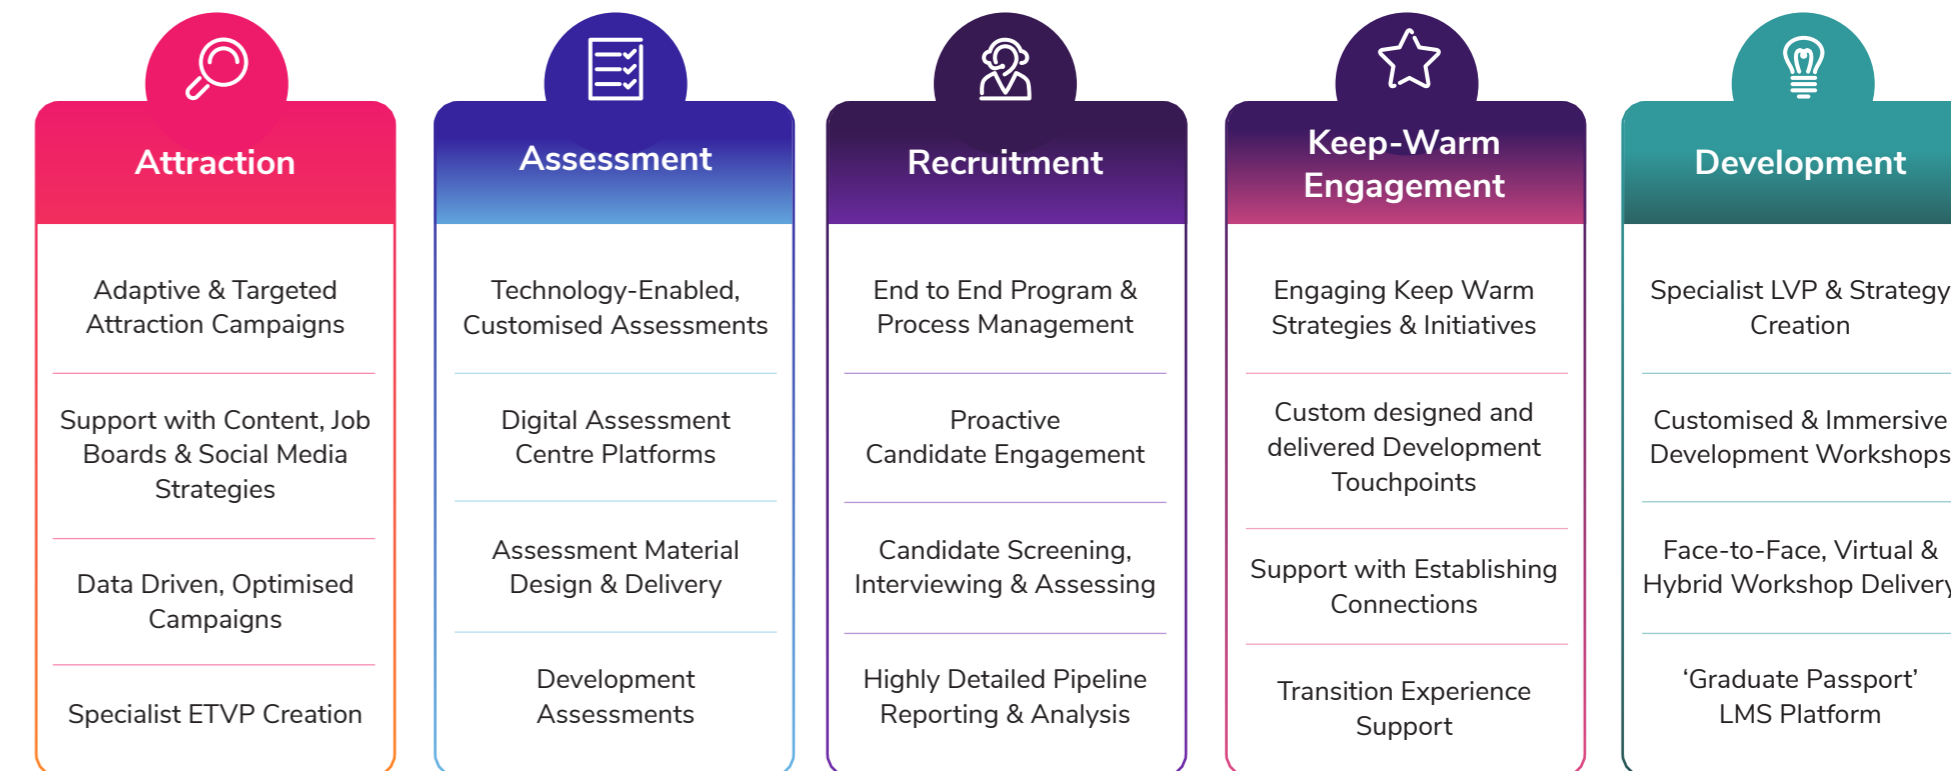 Attraction
Adaptive & Targeted
Attraction Campaigns
Support with Content, Job
Boards & Social Media
Strategies
Data Driven, Optimised
Campaigns
Specialist ETVP Creation
Assessment
Technology-Enabled,
Customised Assessments
Digital Assessment
Centre Platforms
Assessment Material
Design & Delivery
Development
Assessments
Recruitment
End to End Program &
Process Management
Proactive
Candidate Engagement
Candidate Screening,
Interviewing & Assessing
Highly Detailed Pipeline
Reporting & Analysis
Keep-Warm
Engagement
Engaging Keep Warm
Strategies & Initiatives
Custom designed and
delivered Development
Touchpoints
Support with Establishing
Connections
Transition Experience
Support
Development
Specialist LVP & Strategy
Creation
Customised & Immersive
Development Workshops
Face-to-Face, Virtual &
Hybrid Workshop Delivery
‘Graduate Passport’
LMS Platform